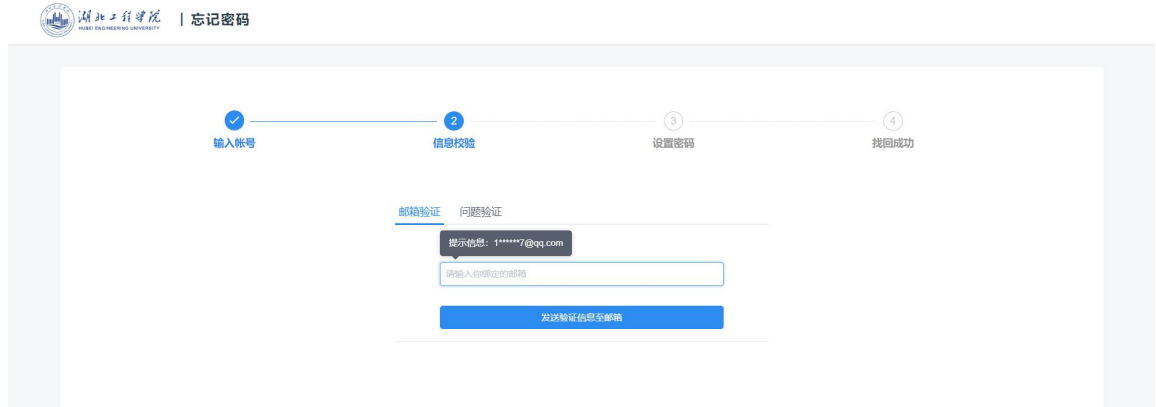 湖北工程学院
HUBEI ENGINEERING UNIVERSITY
| 忘记密码
2
3
4
输入帐号
信息校验
设置密码
找回成功
邮箱验证
问题验证
提示信息：1******7@qq.com
请输入你绑定的邮箱
发送验证信息至邮箱